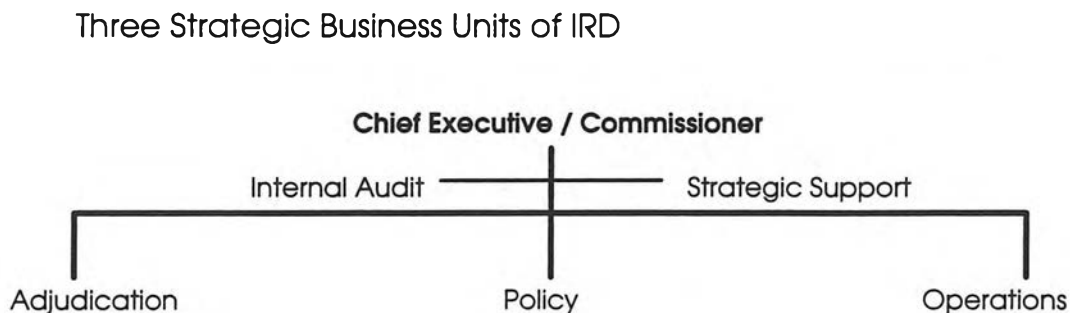 Three Strategic Business Units of IRD
Chief Executive / Commissioner
Internal Audit Strategic Support
Adjudication Policy Operations